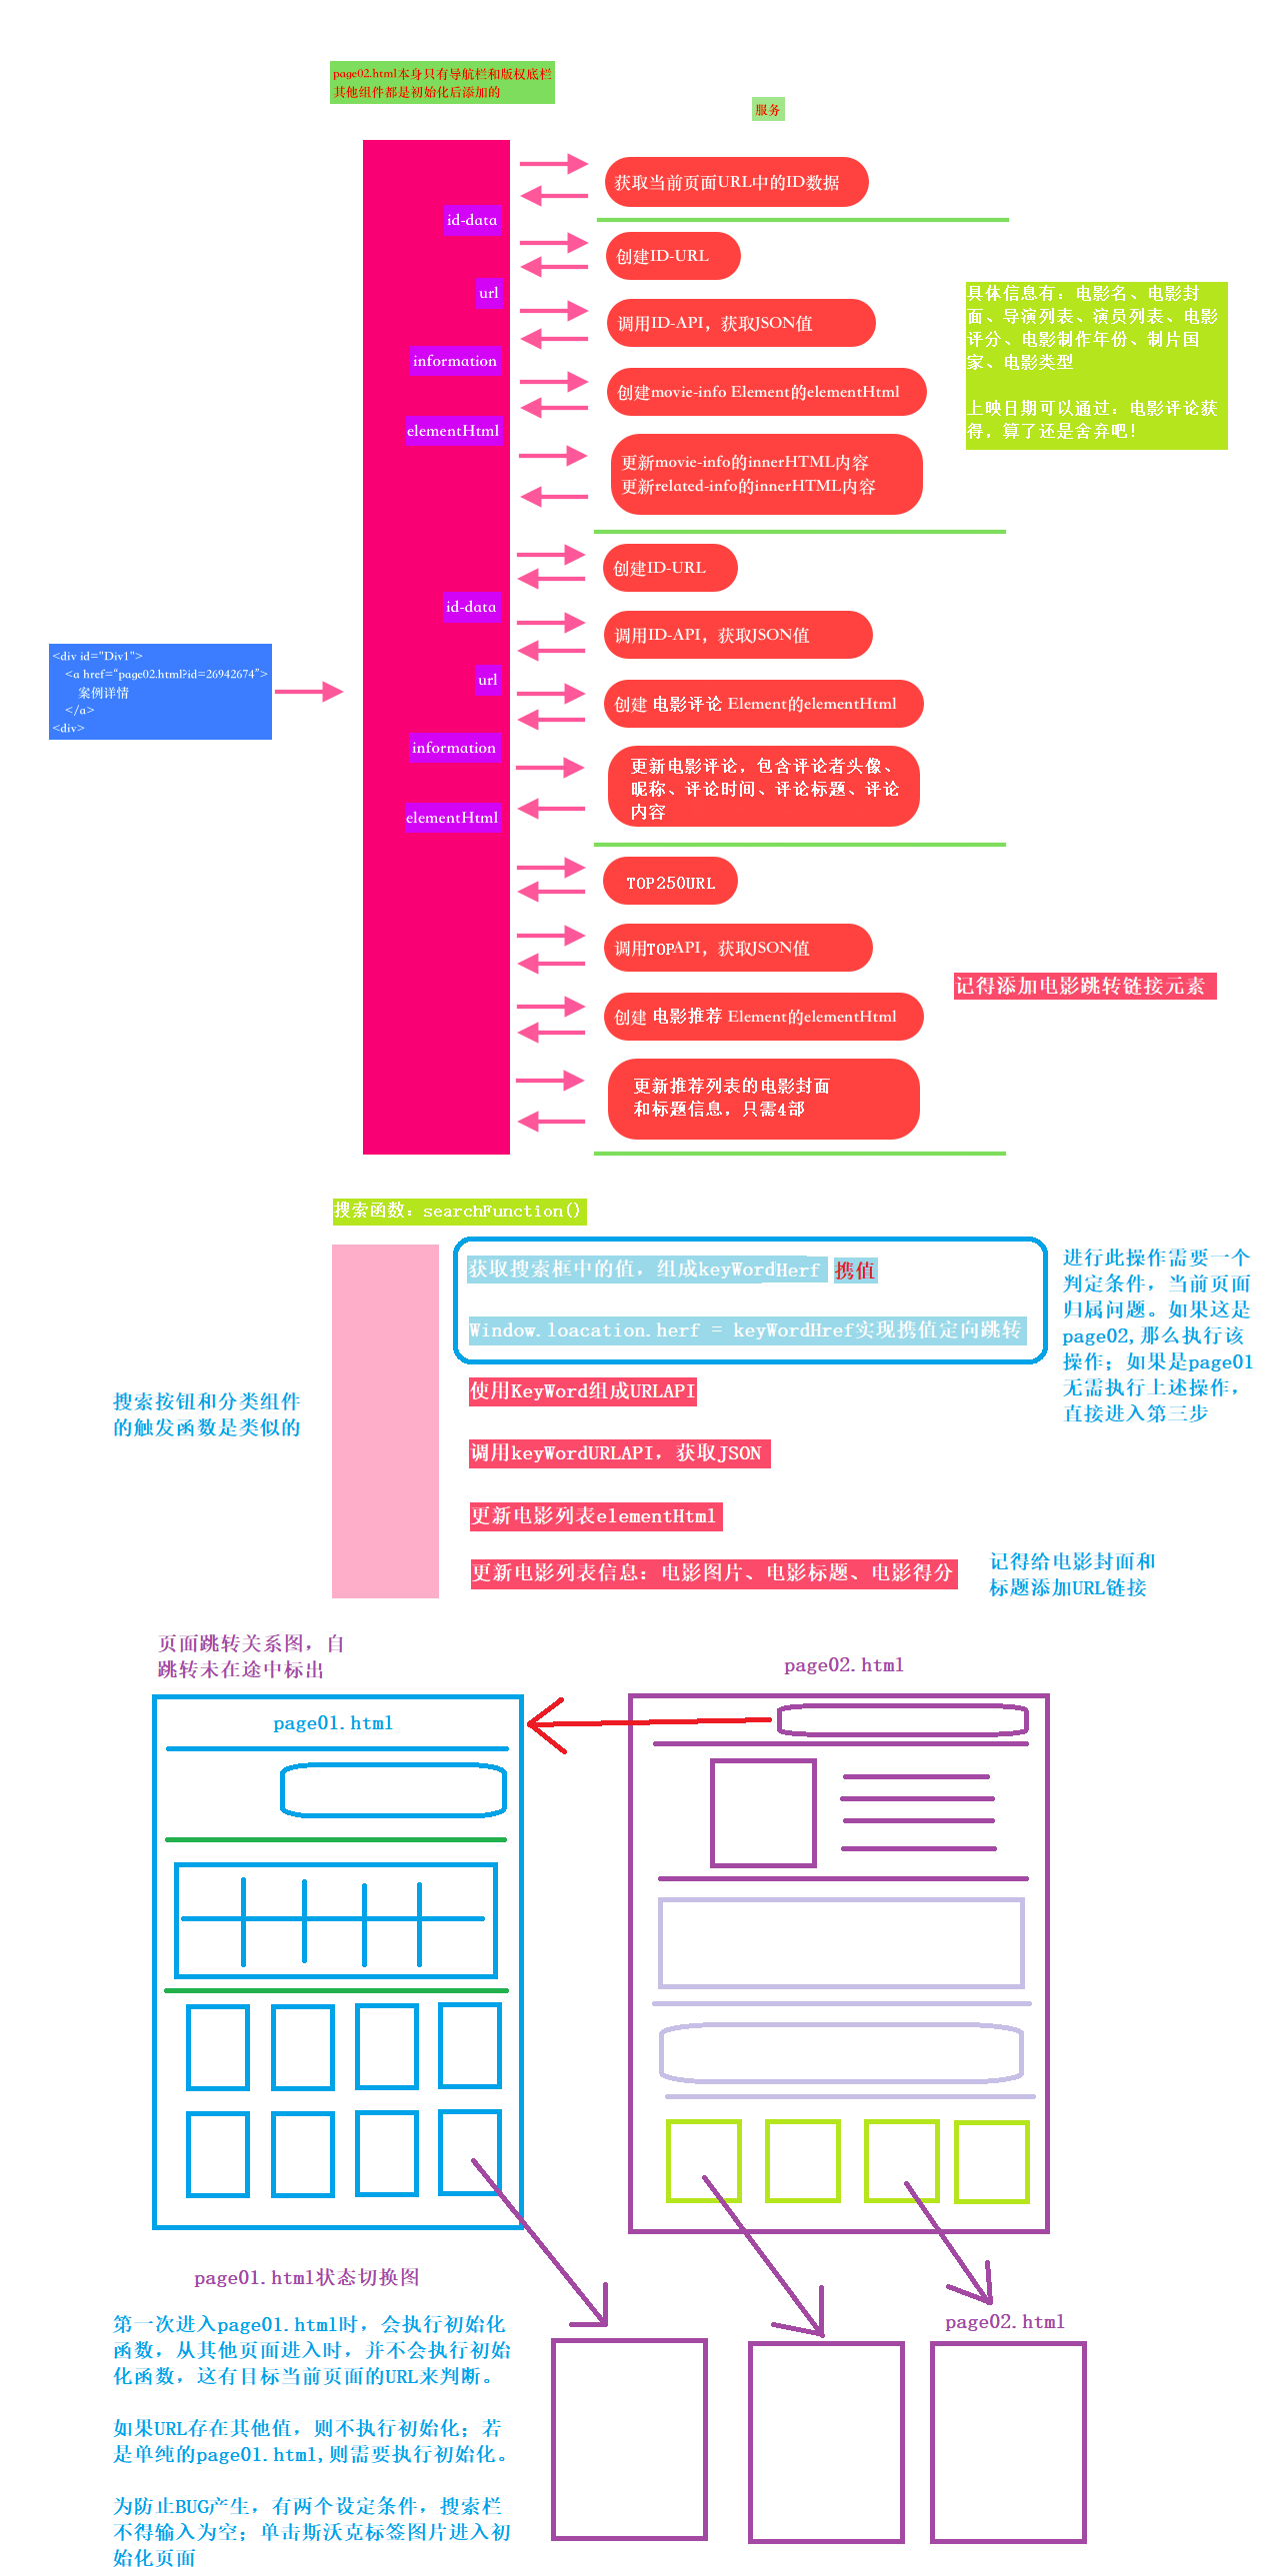 page02.html本身只有导航栏和版权底栏
其他组件都是初始化后添加的
服务
获取当前页面URL中的ID数据
id-data
创建ID-URL
url
调用ID-API，获取JSON值
information
创建movie-info Element的elementHtml
elementHtml
更新movie-info的innerHTML内容
更新related-info的innerHTML内容
具体信息有：电影名、电影封
面、导演列表、演员列表、电影
评分、电影制作年份、制片国
家、电影类型
上映日期可以通过：电影评论获
得，算了还是舍弃吧！
创建ID-URL
id-data
调用ID-API，获取JSON值
<div id="Div1">
<a href="page02.html?id=26942674">
案例详情
</a>
<div>
url
创建 电影评论 Element的elementHtml
information
更新电影评论，包含评论者头像、
昵称、评论时间、评论标题、评论
内容
elementHtml
TOP250URL
调用TOPAPI，获取JSON值
记得添加电影跳转链接元素
创建 电影推荐 Element的elementHtml
更新推荐列表的电影封面
和标题信息，只需4部
搜索函数：searchFunction()
获取搜索框中的值，组成keyWordHerf 携值
Window.loacation.herf = keyWordHref实现携值定向跳转
进行此操作需要一个
判定条件，当前页面
归属问题。如果这是
page02,那么执行该
操作；如果是page01
无需执行上述操作，
直接进入第三步
搜索按钮和分类组件
的触发函数是类似的
使用KeyWord组成URLAPI
调用keyWordURLAPI，获取JSON
更新电影列表elementHtml
更新电影列表信息：电影图片、电影标题、电影得分
记得给电影封面和
标题添加URL链接
页面跳转关系图，自
跳转未在途中标出
page02.html
page01.html
page01.html状态切换图
第一次进入page01.html时，会执行初始化
函数，从其他页面进入时，并不会执行初始
化函数，这有目标当前页面的URL来判断。
如果URL存在其他值，则不执行初始化；若
是单纯的page01.html,则需要执行初始化。
为防止BUG产生，有两个设定条件，搜索栏
不得输入为空；单击斯沃克标签图片进入初
始化页面
page02.html